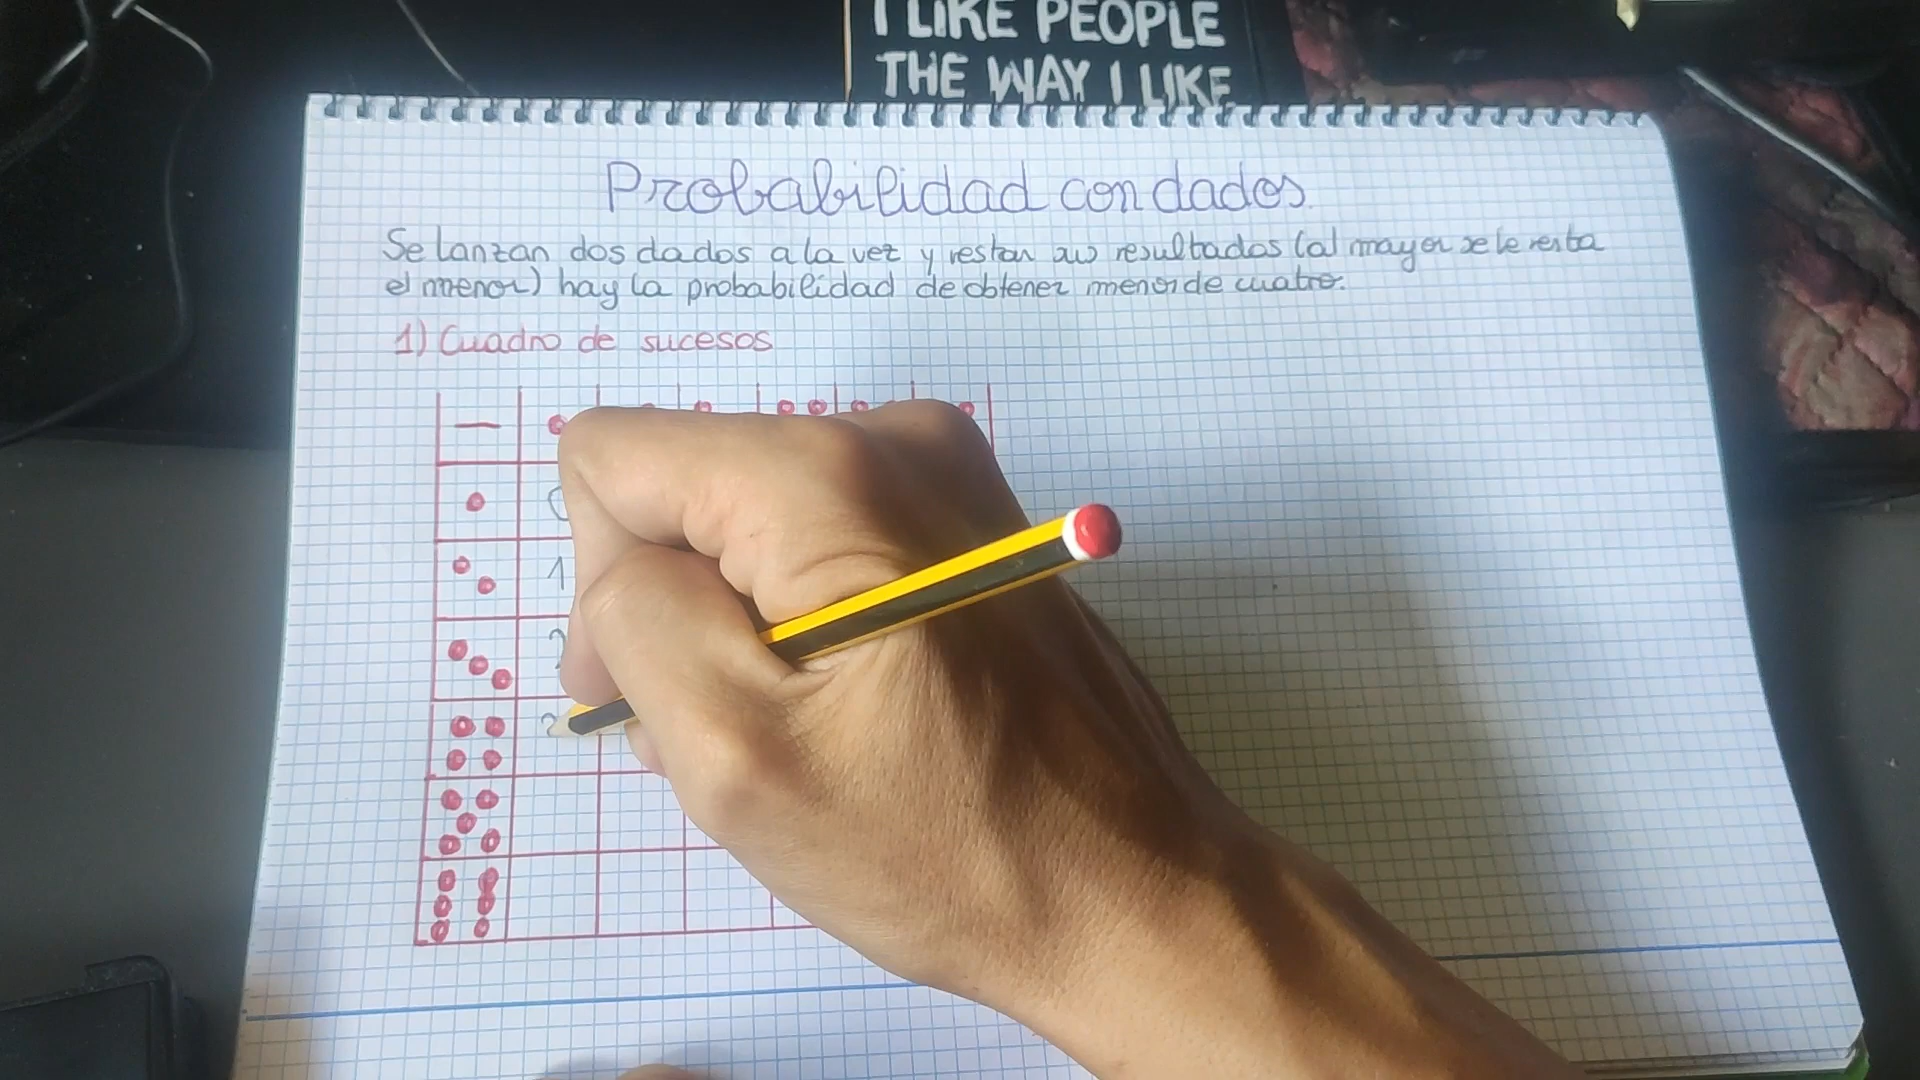 I LIKE PEOPLE
THE WAY I LIKE
Probabilidad con dados.
Se lanzan dos dados a la vez y restan sus resultados (al mayor se le resta
el menor) hay la probabilidad de obtener menor de cuatro.
1) Cuadro de sucesos
—
0
1
2
3